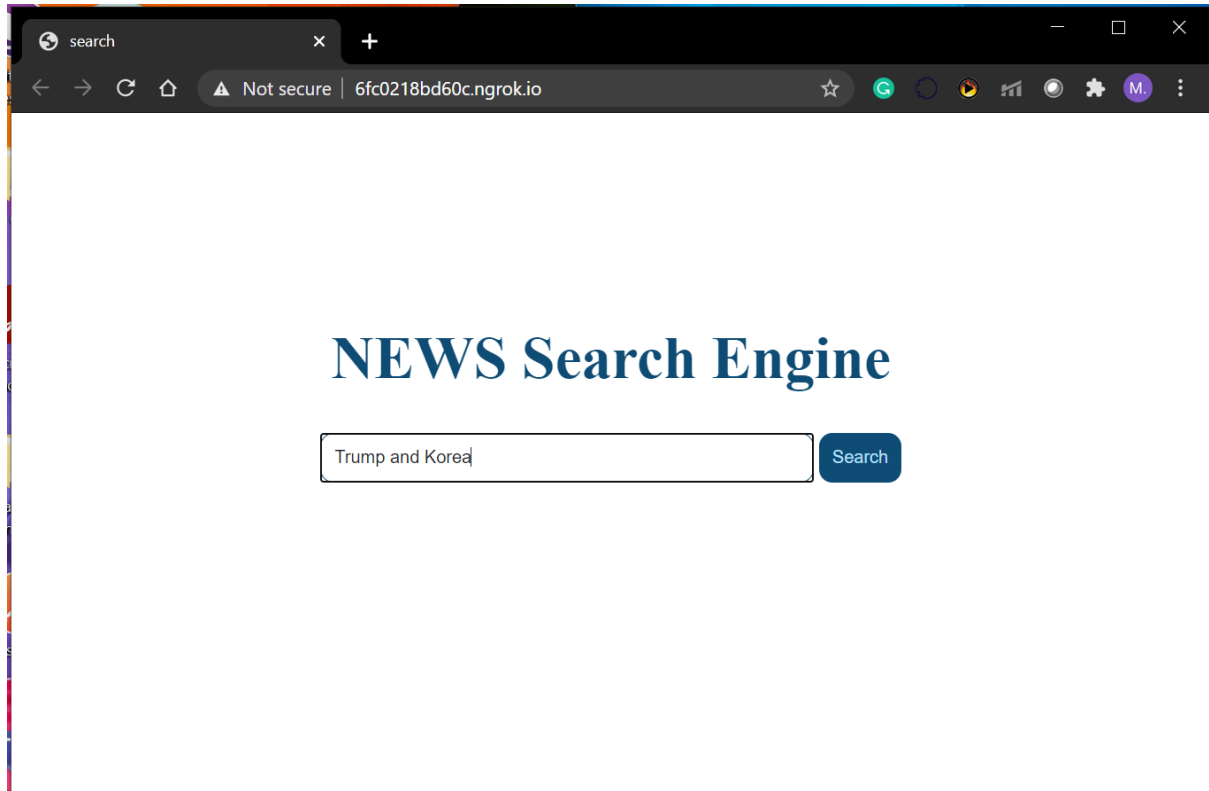 search
Not secure | 6fc0218bd60c.ngrok.io
M.
NEWS Search Engine
Trump and Korea
Search